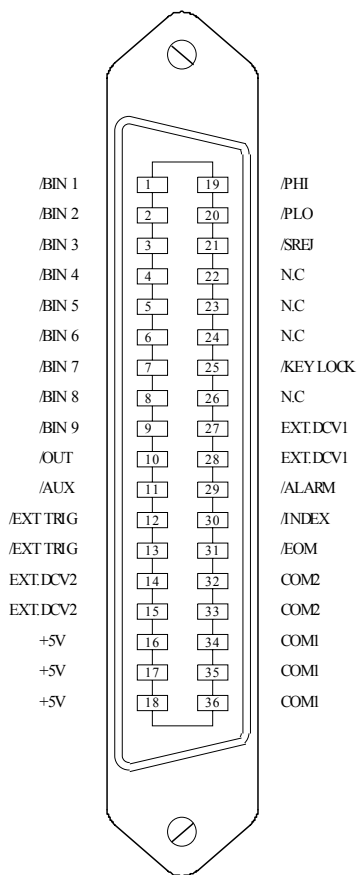 /BIN 1 1 19 /PHI
/BIN 2 2 20 /PLO
/BIN 3 3 21 /SREJ
/BIN 4 4 22 N.C
/BIN 5 5 23 N.C
/BIN 6 6 24 N.C
/BIN 7 7 25 /KEY LOCK
/BIN 8 8 26 N.C
/BIN 9 9 27 EXT.DCV1
/OUT 10 28 EXT.DCV1
/AUX 11 29 /ALARM
/EXT TRIG 12 30 /INDEX
/EXT TRIG 13 31 /EOM
EXT.DCV2 14 32 COM2
EXT.DCV2 15 33 COM2
+5V 16 34 COM1
+5V 17 35 COM1
+5V 18 36 COM1